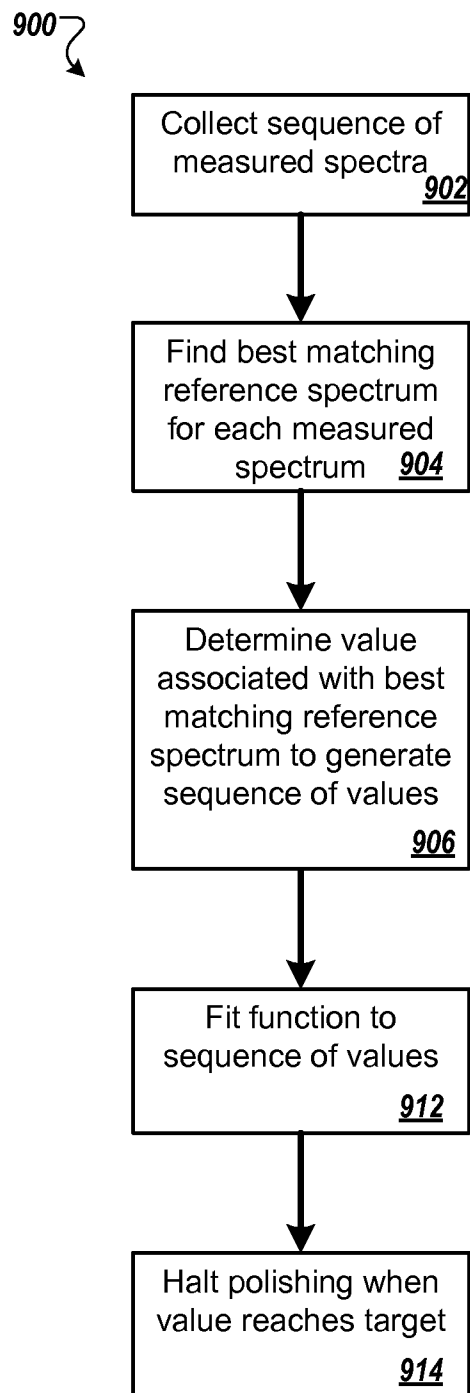 900
Collect sequence of
measured spectra
902
Find best matching
reference spectrum
for each measured
spectrum 904
Determine value
associated with best
matching reference
spectrum to generate
sequence of values
906
Fit function to
sequence of values
912
Halt polishing when
value reaches target
914